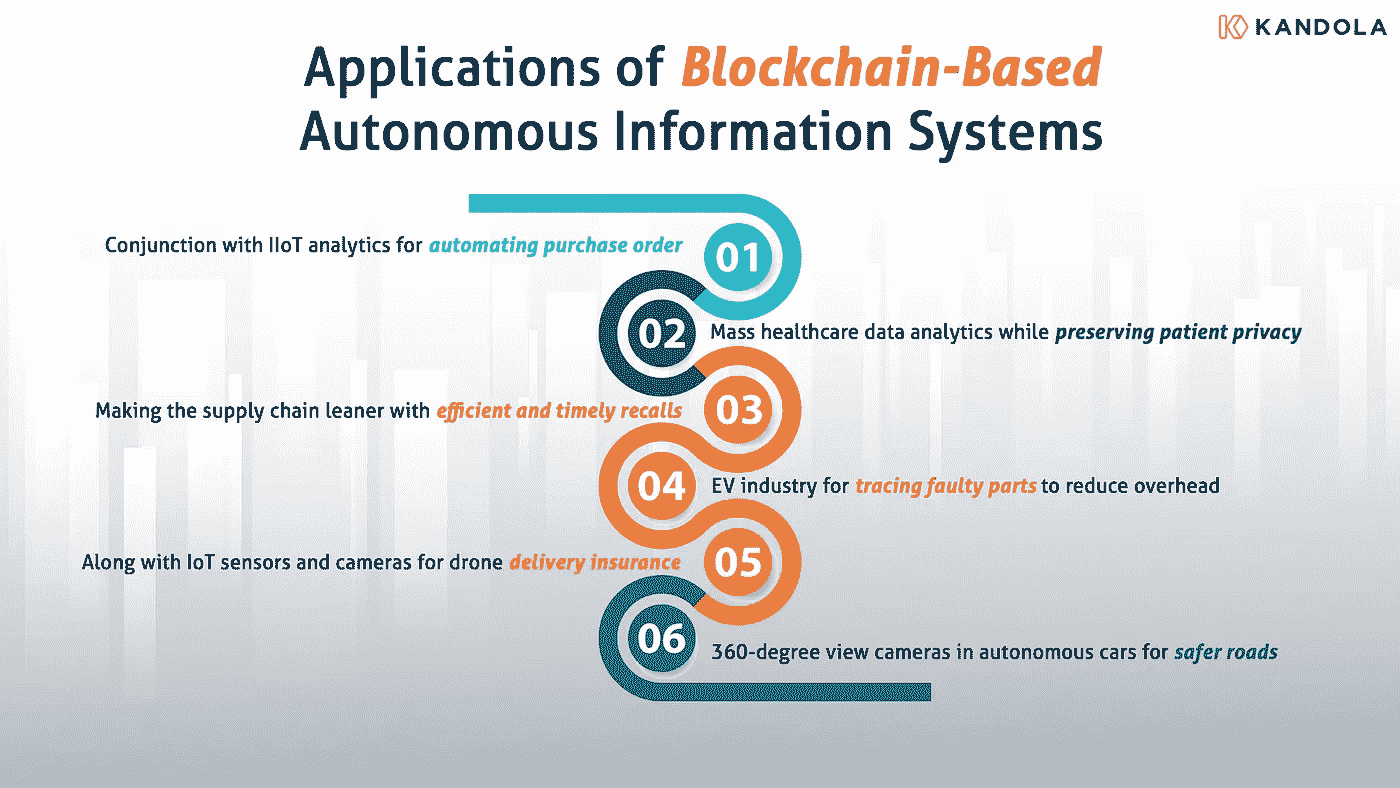 KANDOLA
Applications of Blockchain-Based
Autonomous Information Systems
Conjunction with IIoT analytics for automating purchase order
01
02
Mass healthcare data analytics while preserving patient privacy
Making the supply chain leaner with efficient and timely recalls
03
04
EV industry for tracing faulty parts to reduce overhead
Along with IoT sensors and cameras for drone delivery insurance
05
06
360-degree view cameras in autonomous cars for safer roads